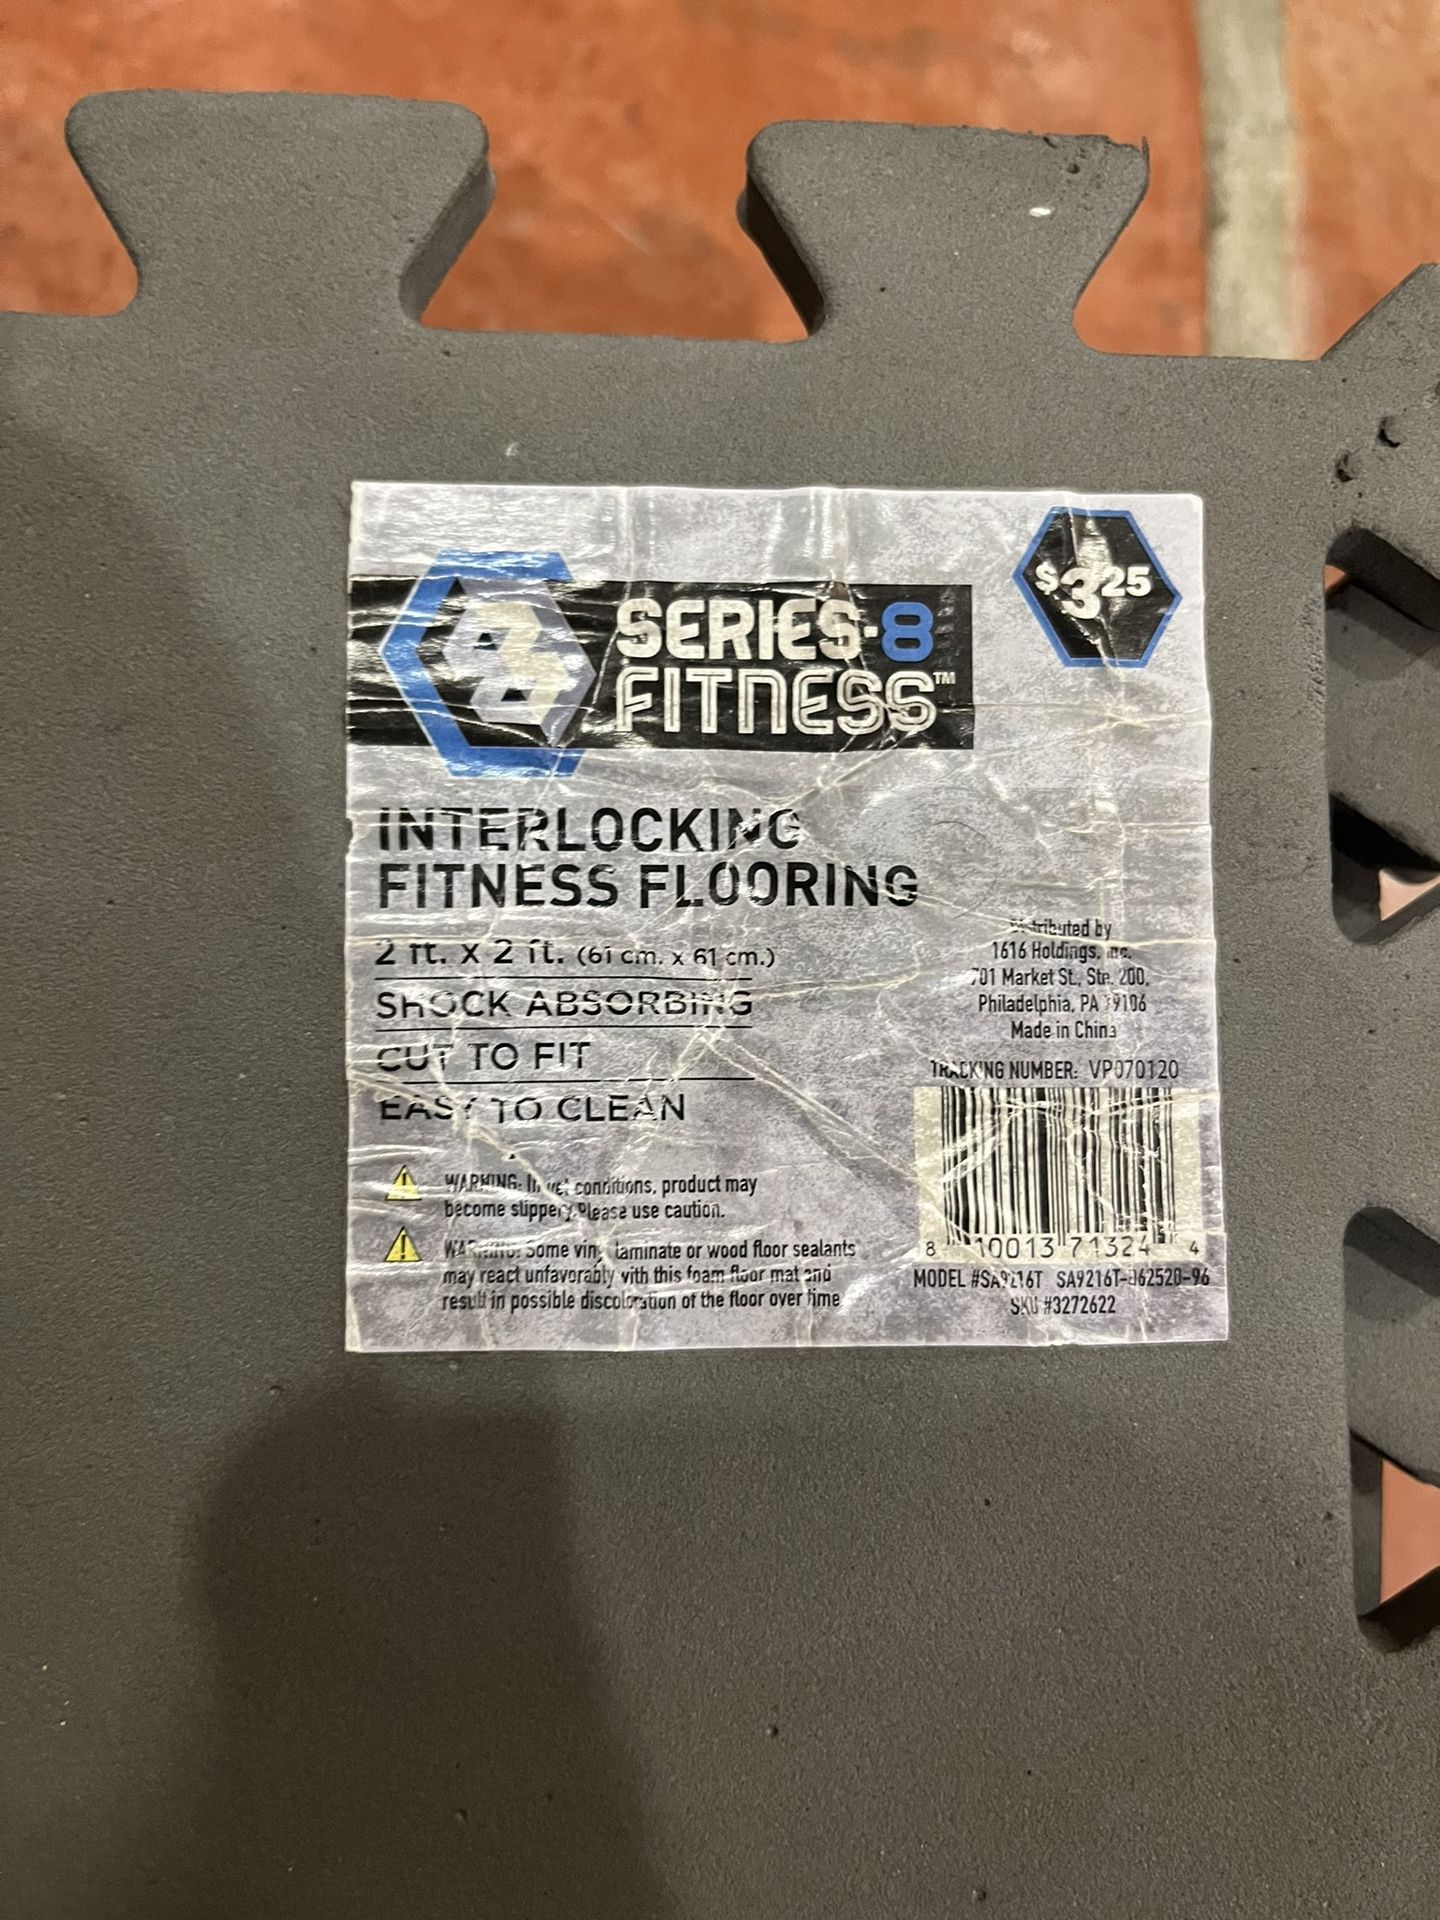 SERIES-8
FITNESS™
$3.25
INTERLOCKING
FITNESS FLOORING
2 ft. x 2 ft. (61 cm. x 61 cm.)
SHOCK ABSORBING
CUT TO FIT
EASY TO CLEAN
WARNING: In wet conditions, product may
become slippery. Please use caution.
WARNING: Some vinyl, laminate or wood floor sealants
may react unfavorably with this foam floor mat and
result in possible discoloration of the floor over time
Distributed by
1616 Holdings, Inc.
701 Market St., Ste. 200,
Philadelphia, PA 19106
Made in China
TRACKING NUMBER: VP070120
8 10013 71324 4
MODEL #SA9216T SA9216T-062520-96
SKU #3272622